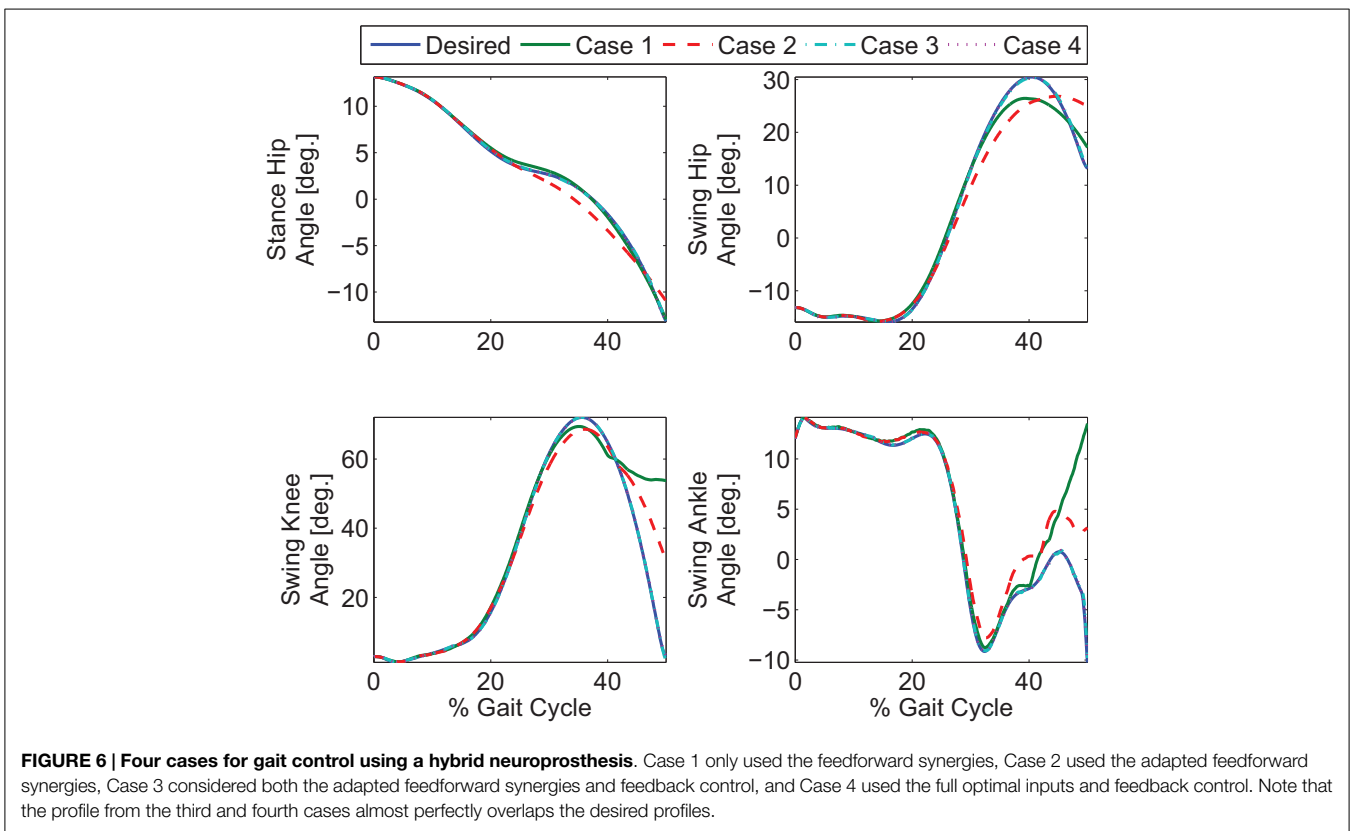 Desired Case 1 Case 2 Case 3 Case 4
10
5
0
−5
−10
0 20 40
Stance Hip
Angle [deg.]
30
20
10
0
−10
0 20 40
Swing Hip
Angle [deg.]
60
40
20
0 20 40
Swing Knee
Angle [deg.]
% Gait Cycle
10
5
0
−5
−10
0 20 40
Swing Ankle
Angle [deg.]
% Gait Cycle
FIGURE 6 | Four cases for gait control using a hybrid neuroprosthesis. Case 1 only used the feedforward synergies, Case 2 used the adapted feedforward
synergies, Case 3 considered both the adapted feedforward synergies and feedback control, and Case 4 used the full optimal inputs and feedback control. Note that
the profile from the third and fourth cases almost perfectly overlaps the desired profiles.